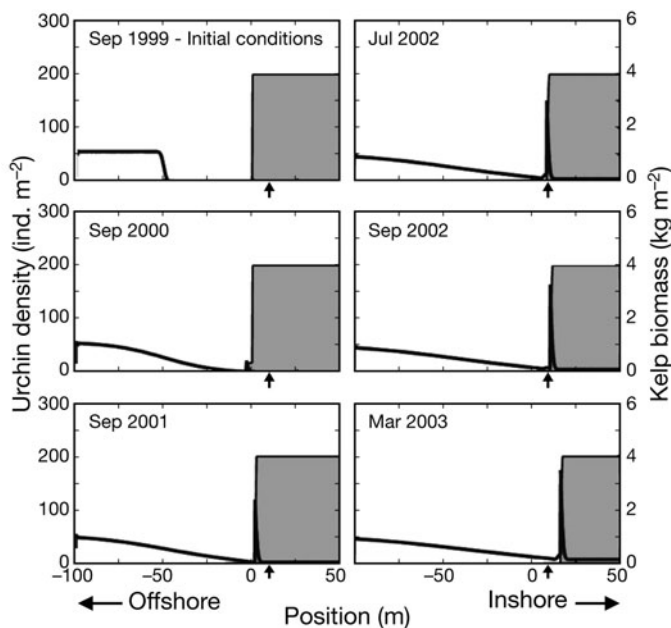 Urchin density (ind. m⁻²)
Kelp biomass (kg m⁻²)
300
200
100
0
Sep 1999 - Initial conditions
Jul 2002
6
4
2
0
300
200
100
0
Sep 2000
Sep 2002
6
4
2
0
300
200
100
0
Sep 2001
Mar 2003
6
4
2
0
−100 −50 0 50
−50 0 50
Offshore
Position (m)
Inshore